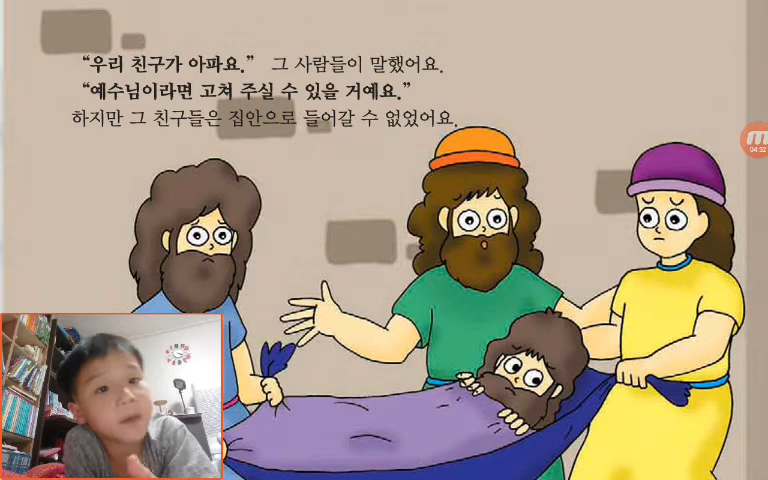 “우리 친구가 아파요.” 그 사람들이 말했어요.
“예수님이라면 고쳐 주실 수 있을 거예요.”
하지만 그 친구들은 집안으로 들어갈 수 없었어요.
04:52